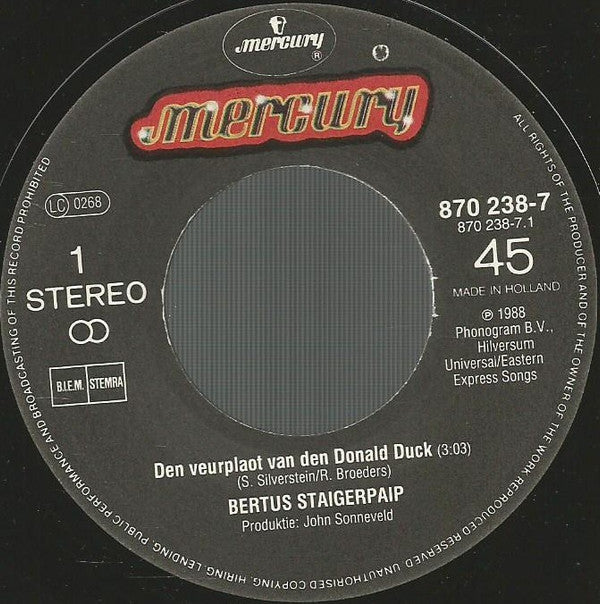 mercury
®
mercury
LC 0268
1
STEREO
B.I.E.M. STEMRA
870 238-7
870 238-7.1
45
MADE IN HOLLAND
℗ 1988
Phonogram B.V.,
Hilversum
Universal/Eastern
Express Songs
Den veurplaot van den Donald Duck (3:03)
(S. Silverstein/R. Broeders)
BERTUS STAIGERPAIP
Produktie: John Sonneveld
ALL RIGHTS OF THE PRODUCER AND OF THE OWNER OF THE WORK REPRODUCED RESERVED. UNAUTHORISED COPYING, HIRING, LENDING, PUBLIC PERFORMANCE AND BROADCASTING OF THIS RECORD PROHIBITED